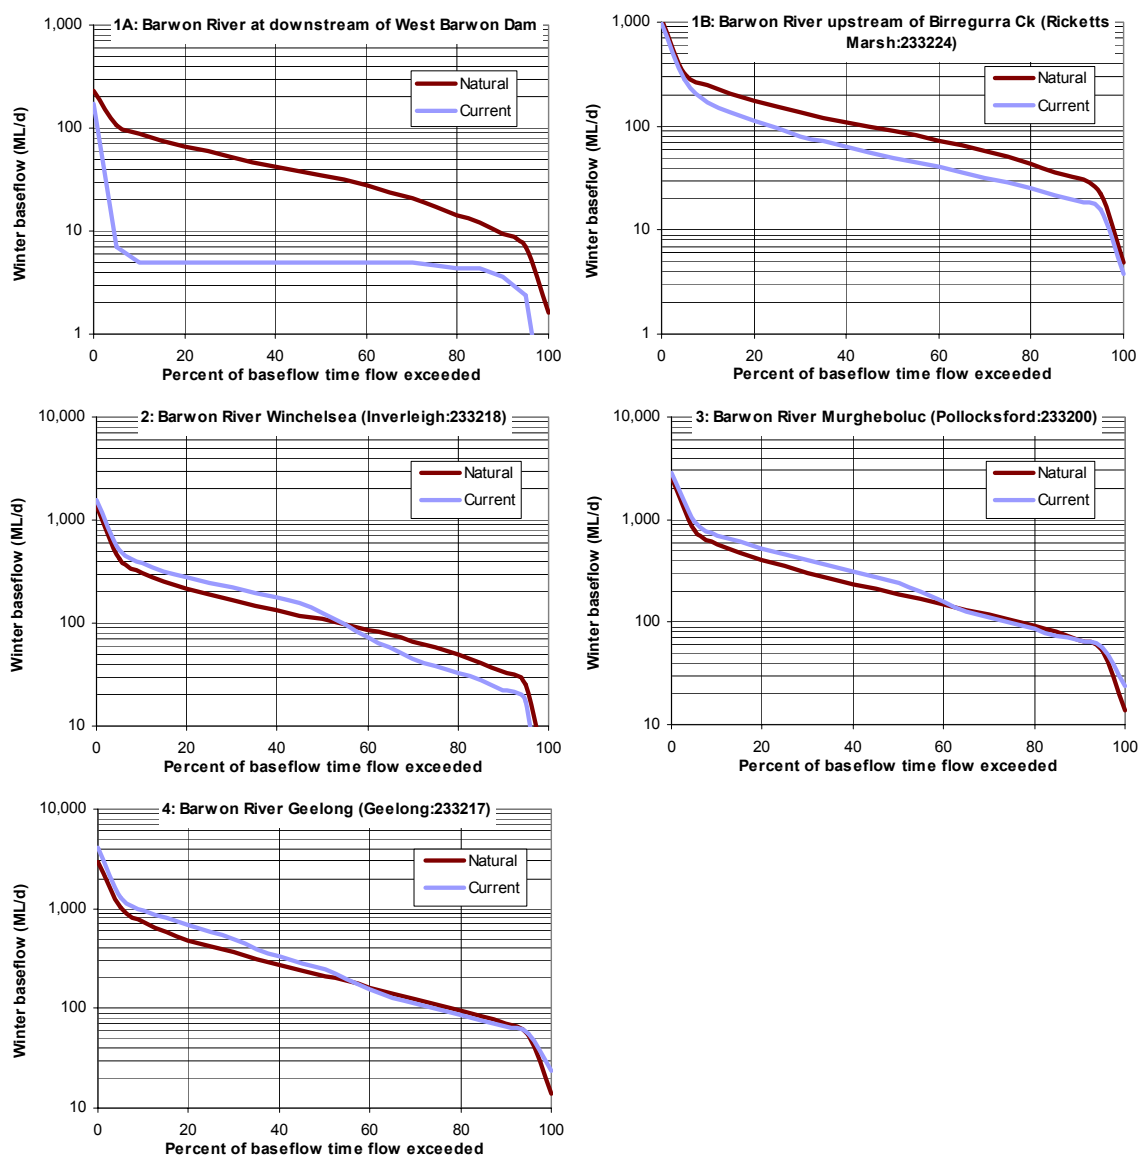 1A: Barwon River at downstream of West Barwon Dam
1,000
100
10
1
Winter baseflow (ML/d)
Natural
Current
0 20 40 60 80 100
Percent of baseflow time flow exceeded
1B: Barwon River upstream of Birregurra Ck (Ricketts
Marsh:233224)
1,000
100
10
1
Winter baseflow (ML/d)
Natural
Current
0 20 40 60 80 100
Percent of baseflow time flow exceeded
2: Barwon River Winchelsea (Inverleigh:233218)
10,000
1,000
100
10
Winter baseflow (ML/d)
Natural
Current
0 20 40 60 80 100
Percent of baseflow time flow exceeded
3: Barwon River Murgheboluc (Pollocksford:233200)
10,000
1,000
100
10
Winter baseflow (ML/d)
Natural
Current
0 20 40 60 80 100
Percent of baseflow time flow exceeded
4: Barwon River Geelong (Geelong:233217)
10,000
1,000
100
10
Winter baseflow (ML/d)
Natural
Current
0 20 40 60 80 100
Percent of baseflow time flow exceeded